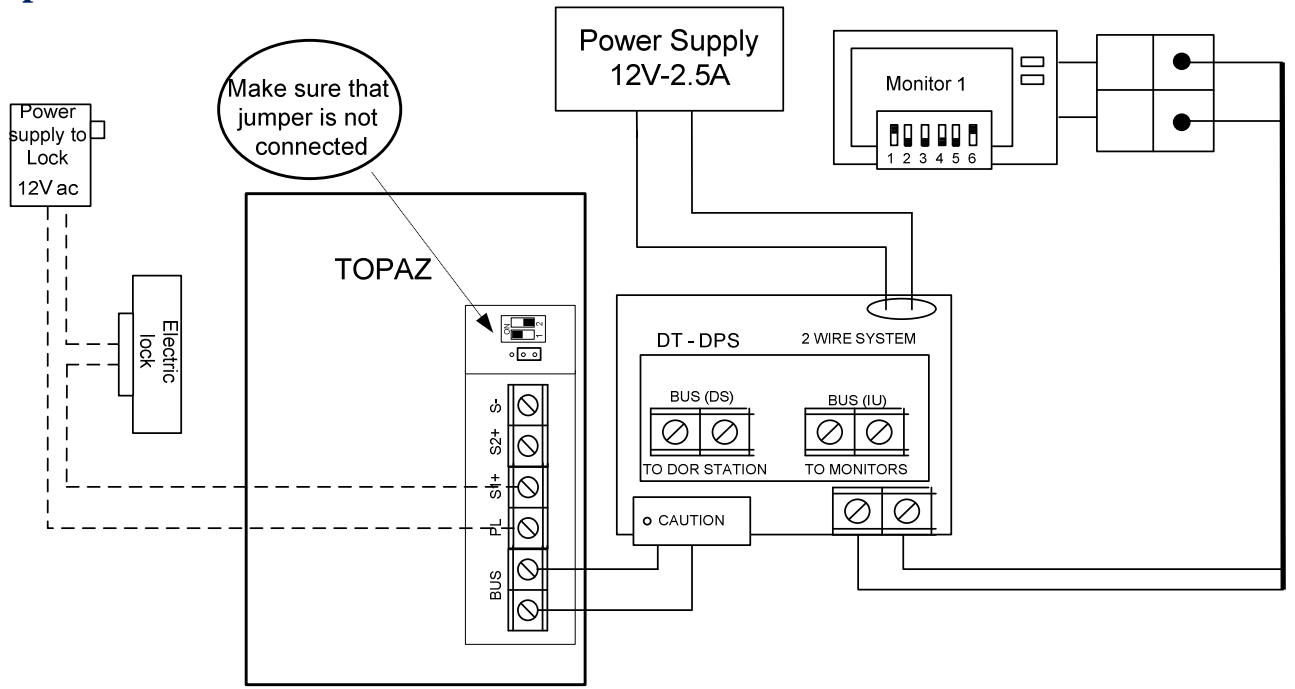 Power Supply
12V-2.5A
Make sure that
jumper is not
connected
Monitor 1
1 2 3 4 5 6
Power
supply to
Lock
12V ac
Electric
lock
TOPAZ
ON
1 2
S-
S2+
S1+
PL
BUS
DT - DPS
2 WIRE SYSTEM
BUS (DS)
BUS (IU)
TO DOR STATION
TO MONITORS
CAUTION